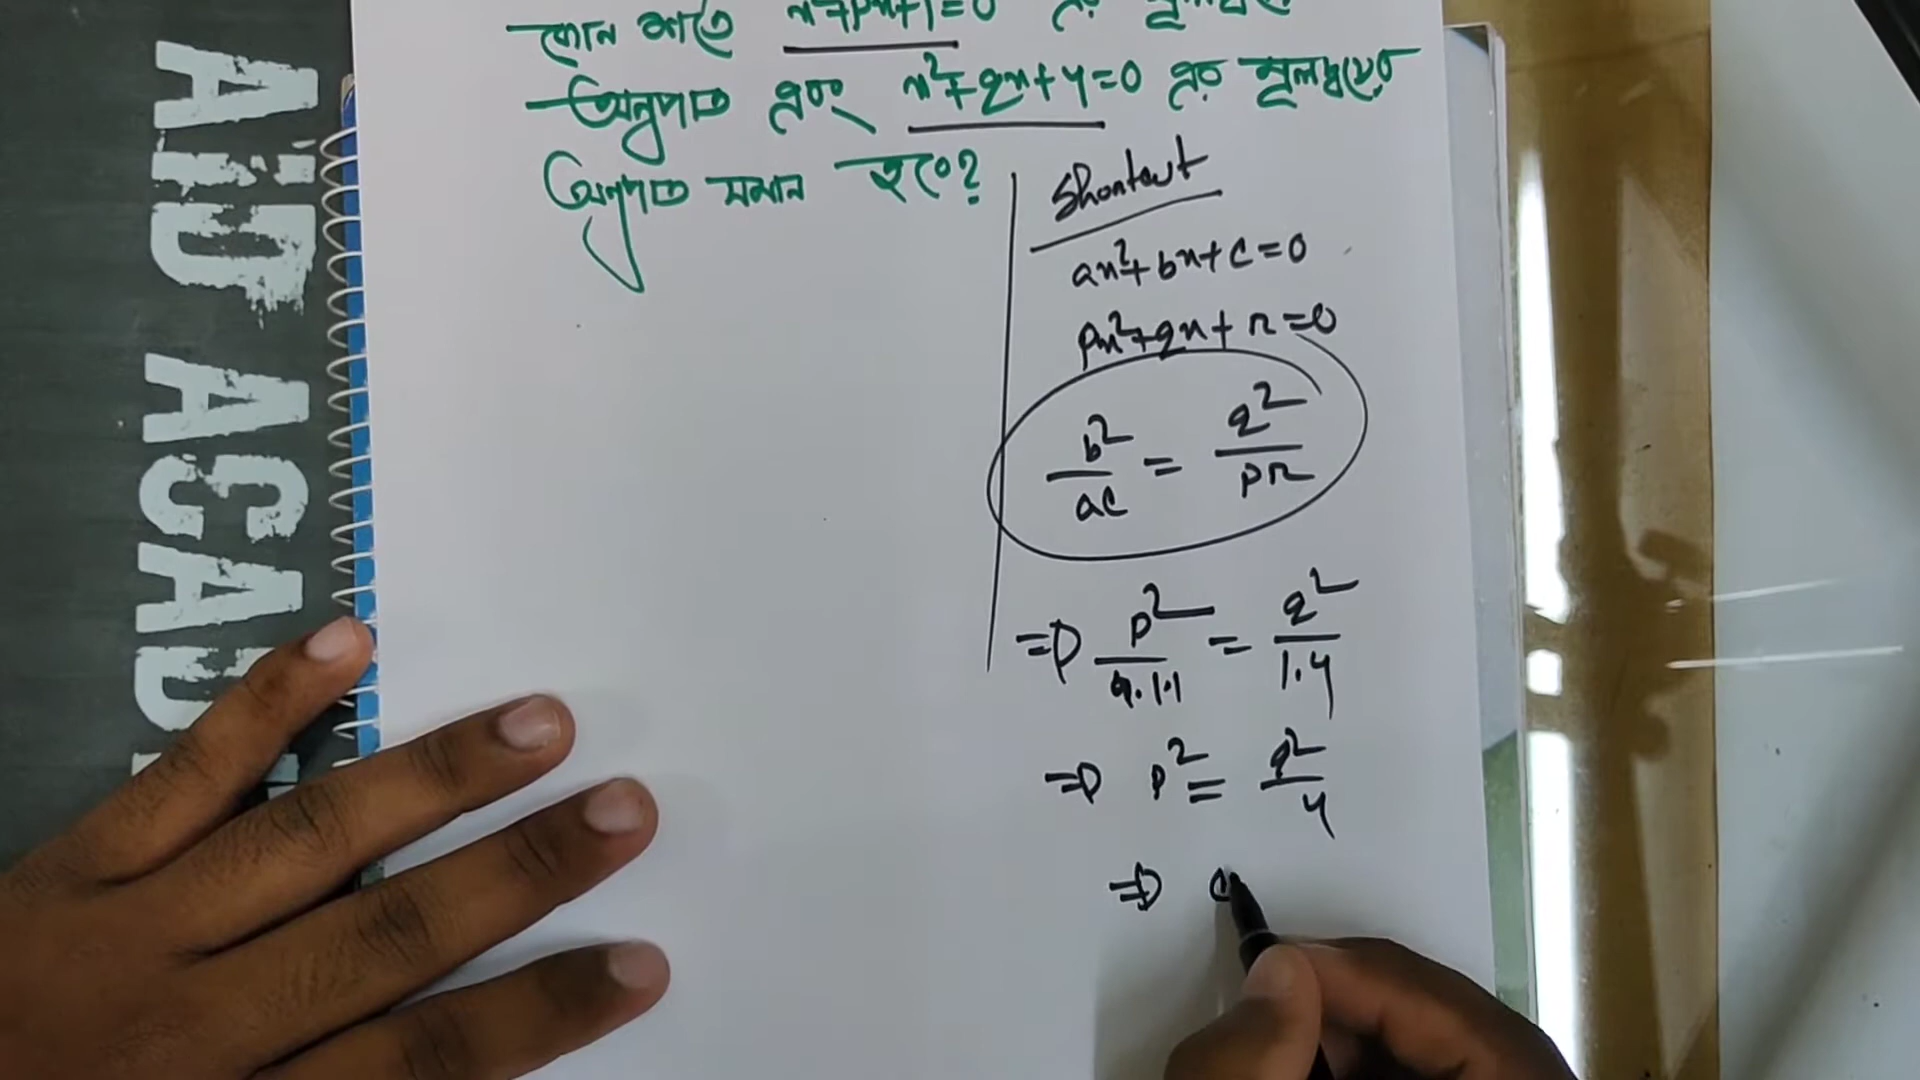 কোন শর্তে x²+px+1=0 এর মূলদ্বয়ের
অনুপাত এবং x²+qx+4=0 এর মূলদ্বয়ের
অনুপাত সমান হবে?
Shortcut
ax²+bx+c=0
px²+qx+r=0
b²/ac = q²/pr
⇒ p²/1.1 = q²/1.4
⇒ p² = q²/4
⇒
AID ACAD